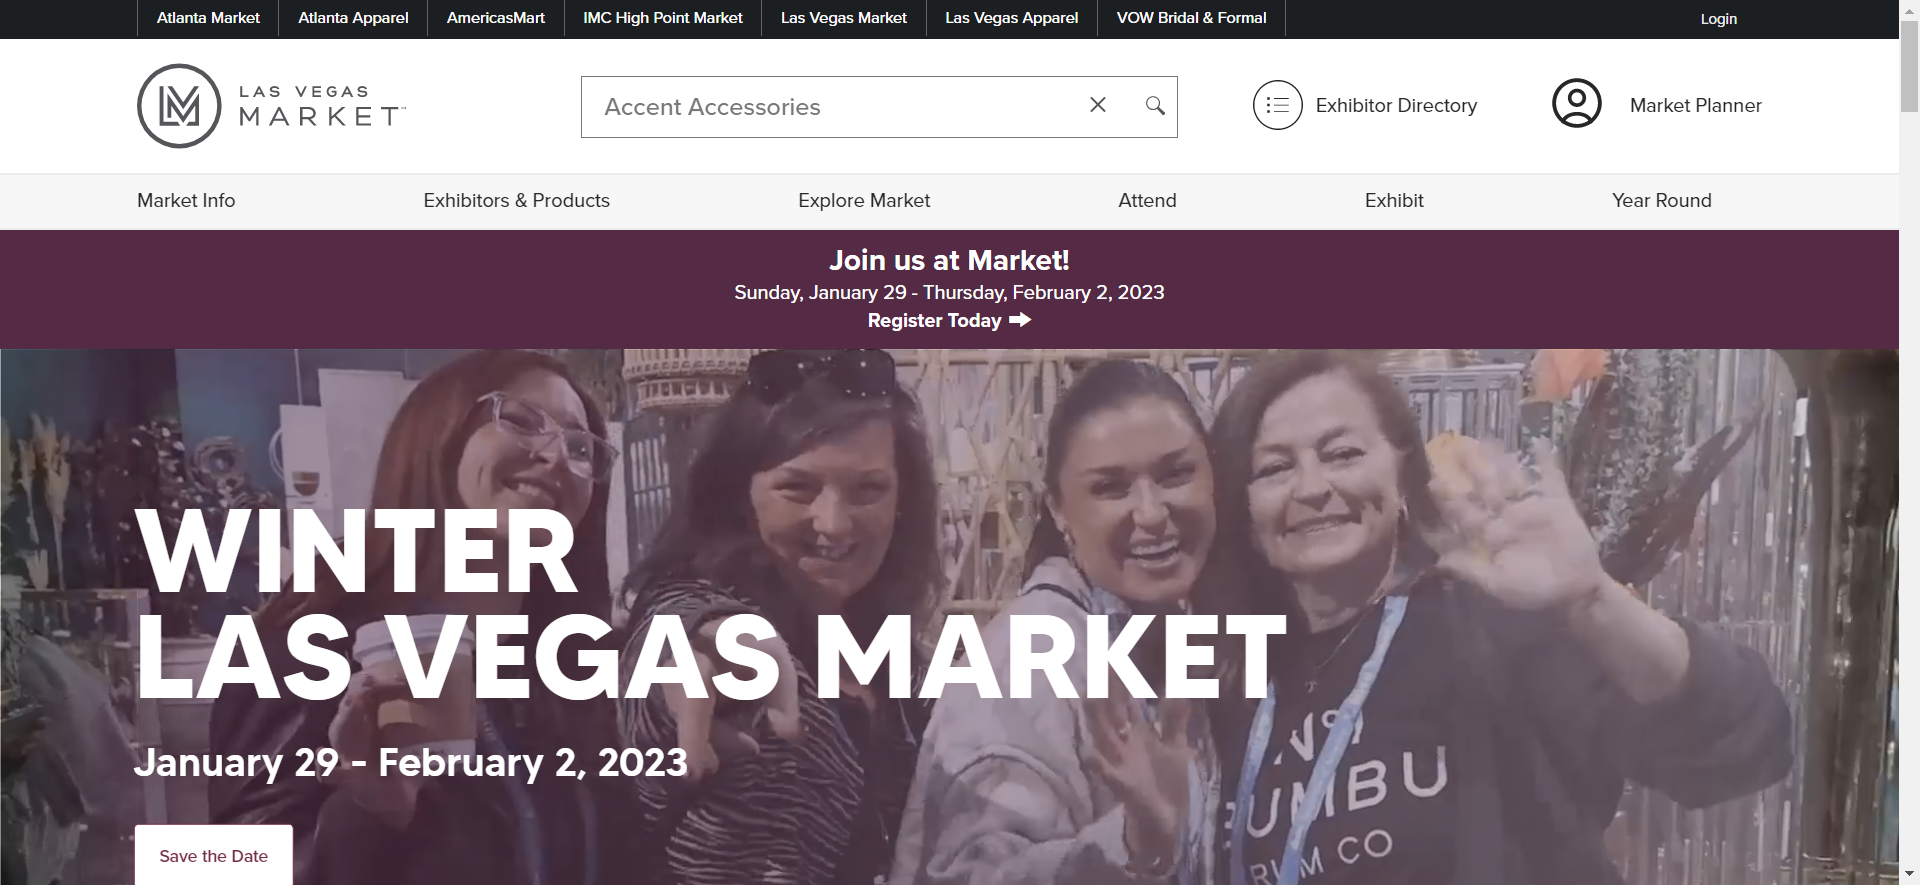 Atlanta Market
Atlanta Apparel
AmericasMart
IMC High Point Market
Las Vegas Market
Las Vegas Apparel
VOW Bridal & Formal
Login
LM
LAS VEGAS
MARKET™
Accent Accessories
Exhibitor Directory
Market Planner
Market Info
Exhibitors & Products
Explore Market
Attend
Exhibit
Year Round
Join us at Market!
Sunday, January 29 - Thursday, February 2, 2023
Register Today
WINTER
LAS VEGAS MARKET
January 29 - February 2, 2023
Save the Date
CO